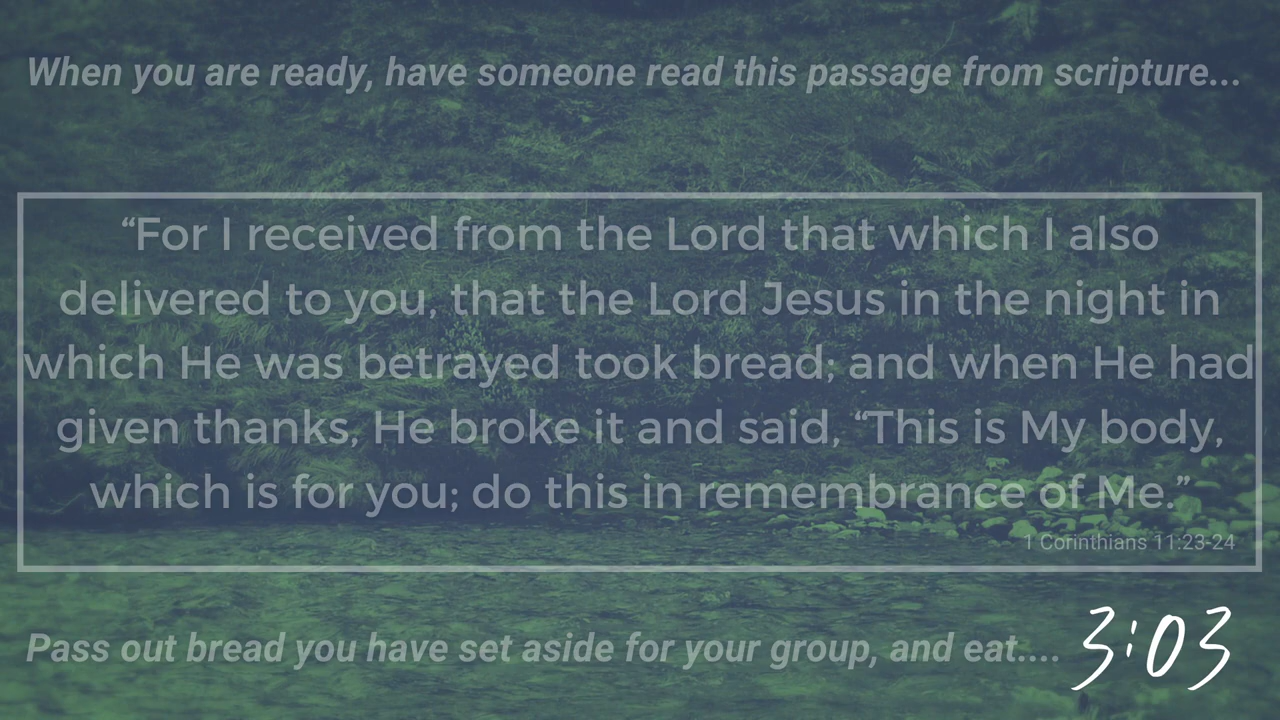 When you are ready, have someone read this passage from scripture...
“For I received from the Lord that which I also
delivered to you, that the Lord Jesus in the night in
which He was betrayed took bread; and when He had
given thanks, He broke it and said, “This is My body,
which is for you; do this in remembrance of Me.”
1 Corinthians 11:23-24
Pass out bread you have set aside for your group, and eat....
3:03